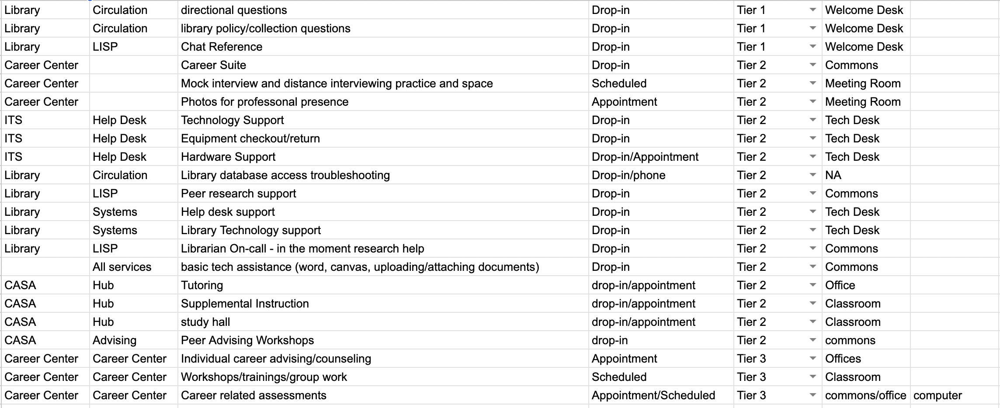 Library Circulation directional questions Drop-in Tier 1 Welcome Desk
Library Circulation library policy/collection questions Drop-in Tier 1 Welcome Desk
Library LISP Chat Reference Drop-in Tier 1 Welcome Desk
Career Center Career Suite Drop-in Tier 2 Commons
Career Center Mock interview and distance interviewing practice and space Scheduled Tier 2 Meeting Room
Career Center Photos for professonal presence Appointment Tier 2 Meeting Room
ITS Help Desk Technology Support Drop-in Tier 2 Tech Desk
ITS Help Desk Equipment checkout/return Drop-in Tier 2 Tech Desk
ITS Help Desk Hardware Support Drop-in/Appointment Tier 2 Tech Desk
Library Circulation Library database access troubleshooting Drop-in/phone Tier 2 NA
Library LISP Peer research support Drop-in Tier 2 Commons
Library Systems Help desk support Drop-in Tier 2 Tech Desk
Library Systems Library Technology support Drop-in Tier 2 Tech Desk
Library LISP Librarian On-call - in the moment research help Drop-in Tier 2 Commons
All services basic tech assistance (word, canvas, uploading/attaching documents) Drop-in Tier 2 Commons
CASA Hub Tutoring drop-in/appointment Tier 2 Office
CASA Hub Supplemental Instruction drop-in/appointment Tier 2 Classroom
CASA Hub study hall drop-in/appointment Tier 2 Classroom
CASA Advising Peer Advising Workshops drop-in Tier 2 commons
Career Center Career Center Individual career advising/counseling Appointment Tier 3 Offices
Career Center Career Center Workshops/trainings/group work Scheduled Tier 3 Classroom
Career Center Career Center Career related assessments Appointment/Scheduled Tier 3 commons/office computer